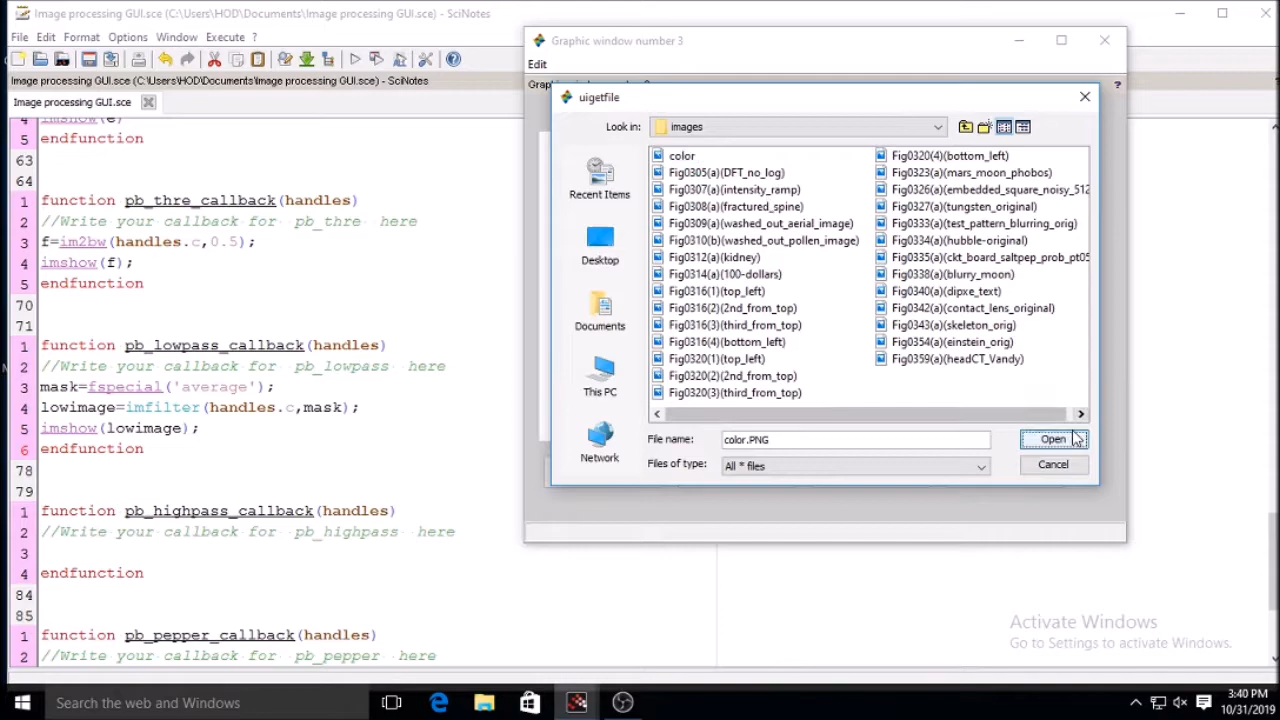 Image processing GUI.sce (C:\Users\HOD\Documents\Image processing GUI.sce) - SciNotes
File Edit Format Options Window Execute ?
Image processing GUI.sce (C:\Users\HOD\Documents\Image processing GUI.sce) - SciNotes
Image processing GUI.sce
4 imshow(e)
5 endfunction
63
64
1 function pb_thre_callback(handles)
2 //Write your callback for pb_thre here
3 f=im2bw(handles.c,0.5);
4 imshow(f);
5 endfunction
70
71
1 function pb_lowpass_callback(handles)
2 //Write your callback for pb_lowpass here
3 mask=fspecial('average');
4 lowimage=imfilter(handles.c,mask);
5 imshow(lowimage);
6 endfunction
78
79
1 function pb_highpass_callback(handles)
2 //Write your callback for pb_highpass here
3
4 endfunction
84
85
1 function pb_pepper_callback(handles)
2 //Write your callback for pb_pepper here
Graphic window number 3
Edit
?
uigetfile
Look in: images
Recent Items
Desktop
Documents
This PC
Network
color
Fig0305(a)(DFT_no_log)
Fig0307(a)(intensity_ramp)
Fig0308(a)(fractured_spine)
Fig0309(a)(washed_out_aerial_image)
Fig0310(b)(washed_out_pollen_image)
Fig0312(a)(kidney)
Fig0314(a)(100-dollars)
Fig0316(1)(top_left)
Fig0316(2)(2nd_from_top)
Fig0316(3)(third_from_top)
Fig0316(4)(bottom_left)
Fig0320(1)(top_left)
Fig0320(2)(2nd_from_top)
Fig0320(3)(third_from_top)
Fig0320(4)(bottom_left)
Fig0323(a)(mars_moon_phobos)
Fig0326(a)(embedded_square_noisy_512
Fig0327(a)(tungsten_original)
Fig0333(a)(test_pattern_blurring_orig)
Fig0334(a)(hubble-original)
Fig0335(a)(ckt_board_saltpep_prob_pt05
Fig0338(a)(blurry_moon)
Fig0340(a)(dipxe_text)
Fig0342(a)(contact_lens_original)
Fig0343(a)(skeleton_orig)
Fig0354(a)(einstein_orig)
Fig0359(a)(headCT_Vandy)
File name: color.PNG
Open
Files of type: All * files
Cancel
Activate Windows
Go to Settings to activate Windows.
Search the web and Windows
3:40 PM
10/31/2019